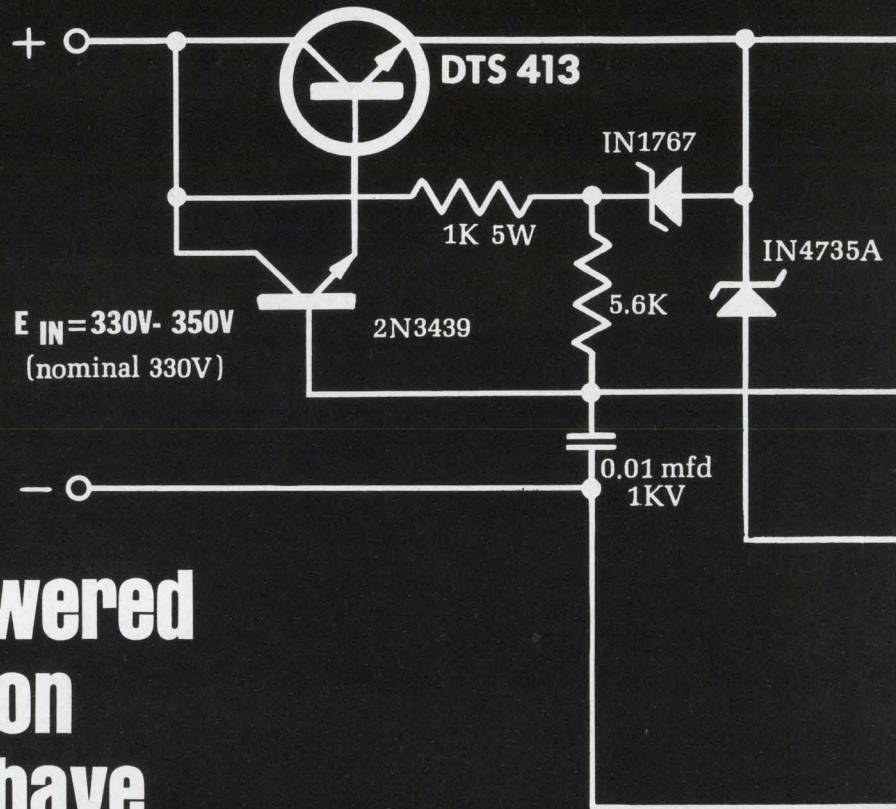 +
DTS 413
IN1767
1K 5W
IN4735A
5.6K
E IN=330V- 350V
(nominal 330V)
2N3439
0.01 mfd
1KV
−
wered
on
have